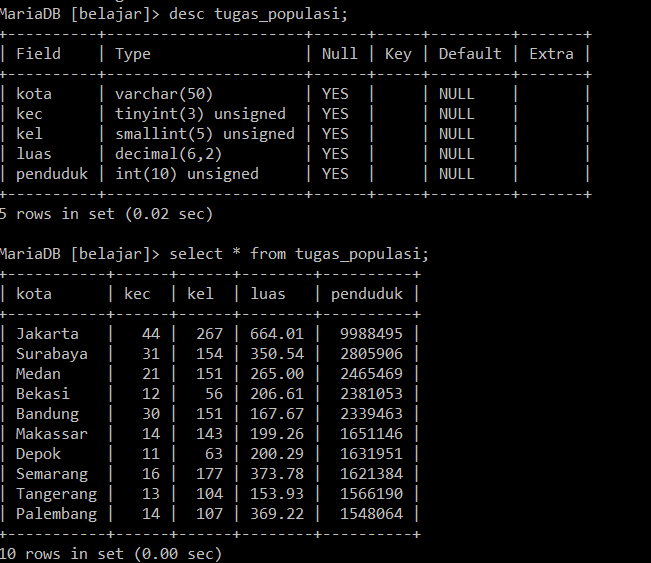 MariaDB [belajar]> desc tugas_populasi;
+-----------+----------------------+------+-----+---------+-------+
| Field     | Type                 | Null | Key | Default | Extra |
+-----------+----------------------+------+-----+---------+-------+
| kota      | varchar(50)          | YES  |     | NULL    |       |
| kec       | tinyint(3) unsigned  | YES  |     | NULL    |       |
| kel       | smallint(5) unsigned | YES  |     | NULL    |       |
| luas      | decimal(6,2)         | YES  |     | NULL    |       |
| penduduk  | int(10) unsigned     | YES  |     | NULL    |       |
+-----------+----------------------+------+-----+---------+-------+
5 rows in set (0.02 sec)
MariaDB [belajar]> select * from tugas_populasi;
+-----------+------+------+--------+----------+
| kota      | kec  | kel  | luas   | penduduk |
+-----------+------+------+--------+----------+
| Jakarta   |   44 |  267 | 664.01 |  9988495 |
| Surabaya  |   31 |  154 | 350.54 |  2805906 |
| Medan     |   21 |  151 | 265.00 |  2465469 |
| Bekasi    |   12 |   56 | 206.61 |  2381053 |
| Bandung   |   30 |  151 | 167.67 |  2339463 |
| Makassar  |   14 |  143 | 199.26 |  1651146 |
| Depok     |   11 |   63 | 200.29 |  1631951 |
| Semarang  |   16 |  177 | 373.78 |  1621384 |
| Tangerang |   13 |  104 | 153.93 |  1566190 |
| Palembang |   14 |  107 | 369.22 |  1548064 |
+-----------+------+------+--------+----------+
10 rows in set (0.00 sec)